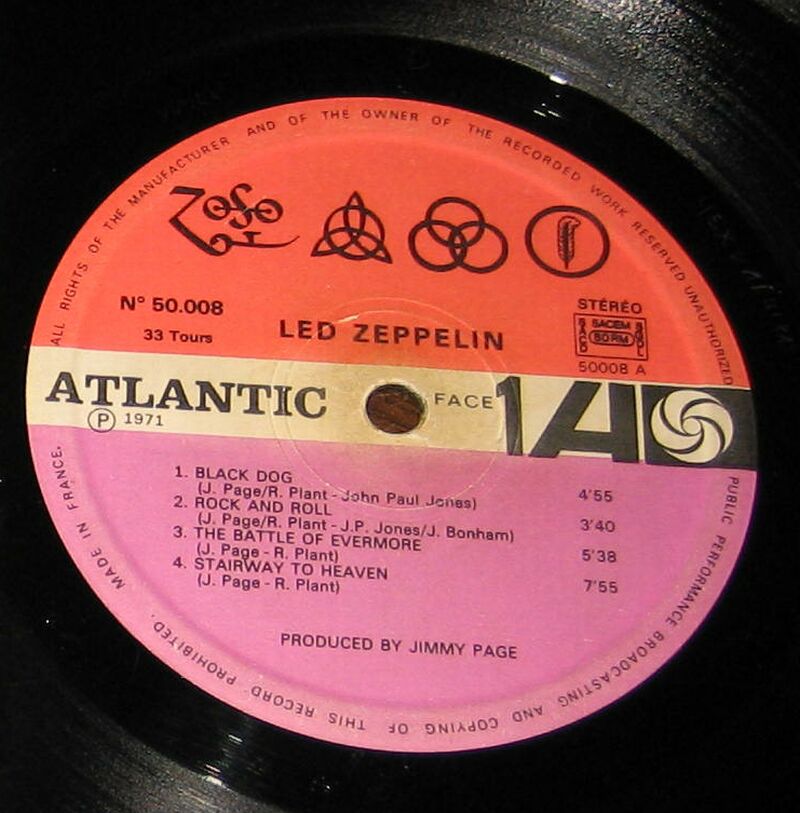 ALL RIGHTS OF THE MANUFACTURER AND OF THE OWNER OF THE RECORDED WORK RESERVED UNAUTHORIZED
PUBLIC PERFORMANCE BROADCASTING AND COPYING OF THIS RECORD PROHIBITED. MADE IN FRANCE.
ZOSO
N° 50.008
33 Tours
LED ZEPPELIN
STÉRÉO
SACEM
SDRM
50008 A
ATLANTIC
Ⓟ 1971
FACE 1
A
1. BLACK DOG
(J. Page/R. Plant - John Paul Jones) 4'55
2. ROCK AND ROLL
(J. Page/R. Plant - J.P. Jones/J. Bonham) 3'40
3. THE BATTLE OF EVERMORE
(J. Page - R. Plant) 5'38
4. STAIRWAY TO HEAVEN
(J. Page - R. Plant) 7'55
PRODUCED BY JIMMY PAGE